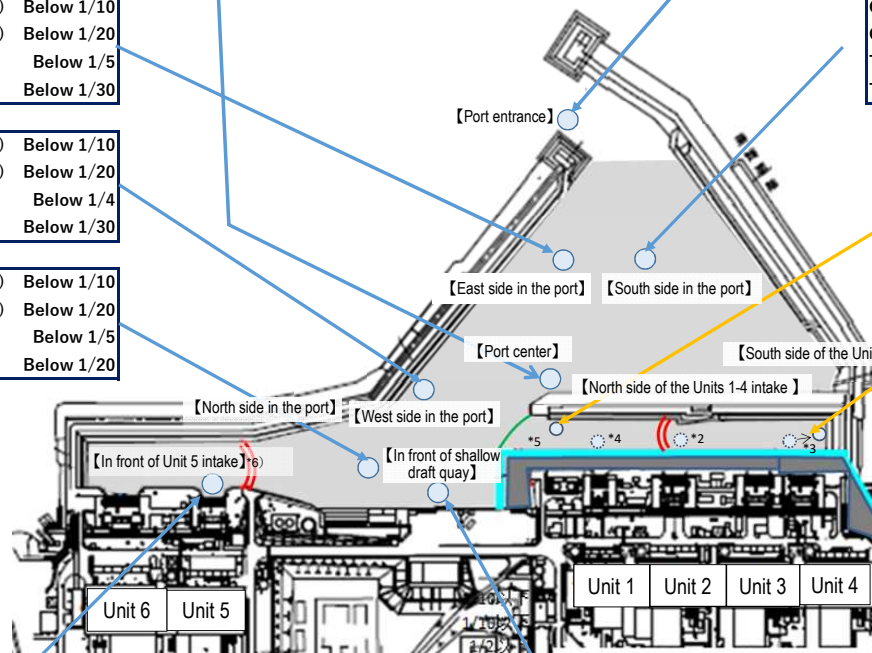 ) Below 1/10
) Below 1/20
Below 1/5
Below 1/30
) Below 1/10
) Below 1/20
Below 1/4
Below 1/30
) Below 1/10
) Below 1/20
Below 1/5
Below 1/20
【Port entrance】
【East side in the port】
【South side in the port】
【Port center】
【South side of the Uni
【North side of the Units 1-4 intake 】
【North side in the port】
【West side in the port】
*5
*4
*2
*3
【In front of Unit 5 intake】*6）
【In front of shallow
draft quay】
Unit 1
Unit 2
Unit 3
Unit 4
Unit 6
Unit 5